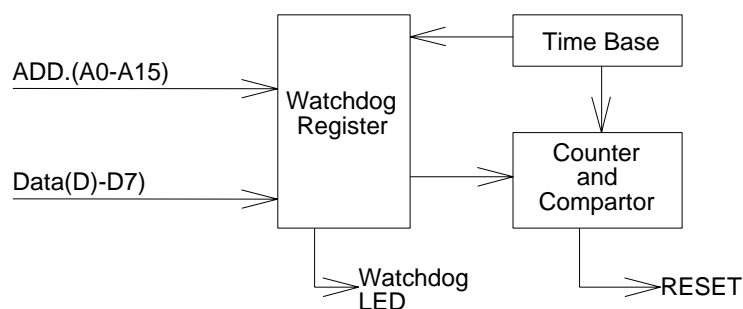 Time Base
ADD.(A0-A15)
Watchdog
Register
Counter
and
Compartor
Data(D)-D7)
Watchdog
LED
RESET